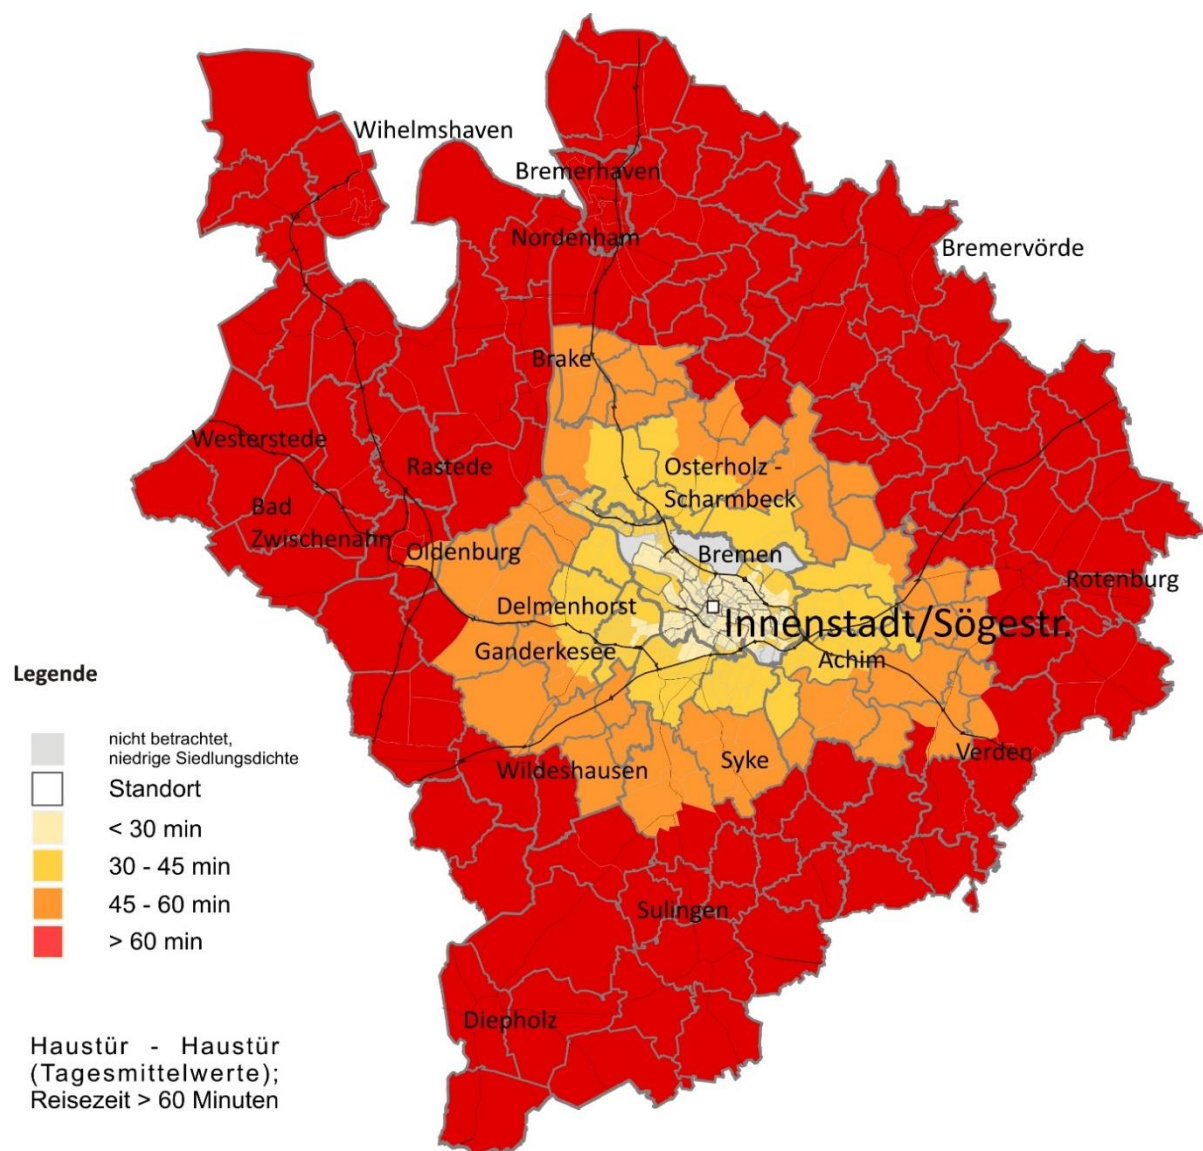 Wihelmshaven
Bremerhaven
Nordenham
Bremervörde
Brake
Westerstede
Rastede
Osterholz -
Scharmbeck
Bad
Zwischenahn
Oldenburg
Bremen
Rotenburg
Delmenhorst
Innenstadt/Sögestr.
Ganderkesee
Achim
Verden
Wildeshausen
Syke
Sulingen
Diepholz
Legende
nicht betrachtet,
niedrige Siedlungsdichte
Standort
< 30 min
30 - 45 min
45 - 60 min
> 60 min
Haustür - Haustür
(Tagesmittelwerte);
Reisezeit > 60 Minuten